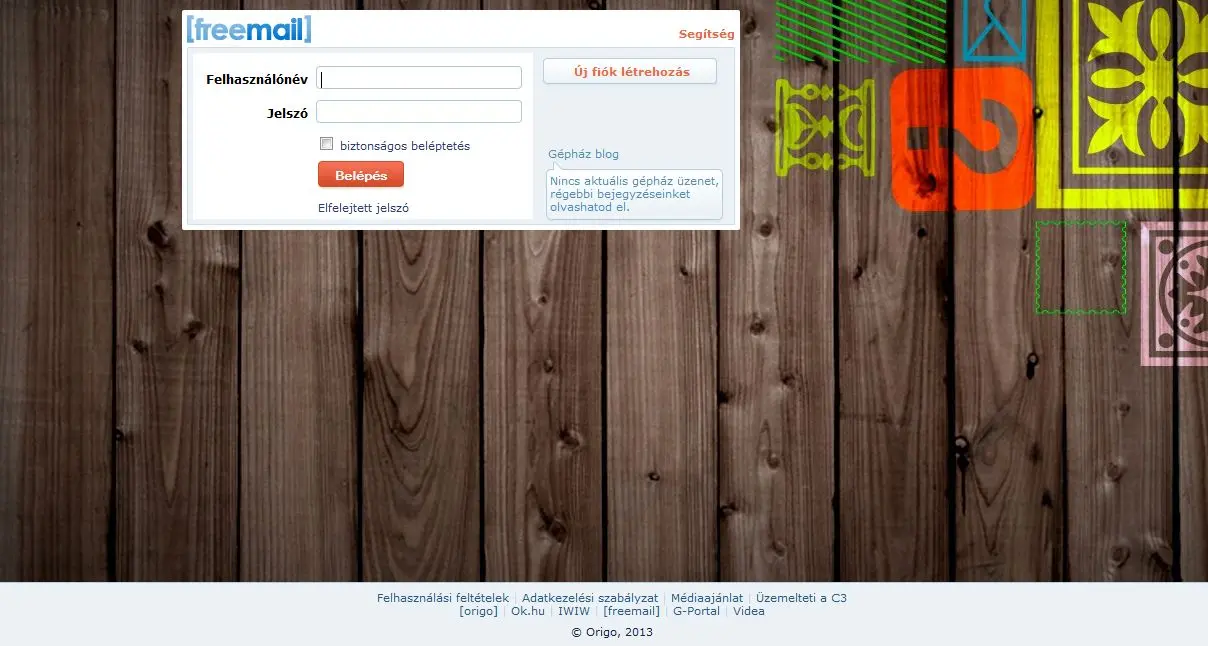 [freemail]
Segítség
Felhasználónév
Jelszó
biztonságos beléptetés
Belépés
Elfelejtett jelszó
Új fiók létrehozás
Gépház blog
Nincs aktuális gépház üzenet,
régebbi bejegyzéseinket
olvashatod el.
Felhasználási feltételek | Adatkezelési szabályzat | Médiaajánlat | Üzemelteti a C3
[origo] | Ok.hu | IWIW | [freemail] | G-Portal | Videa
© Origo, 2013